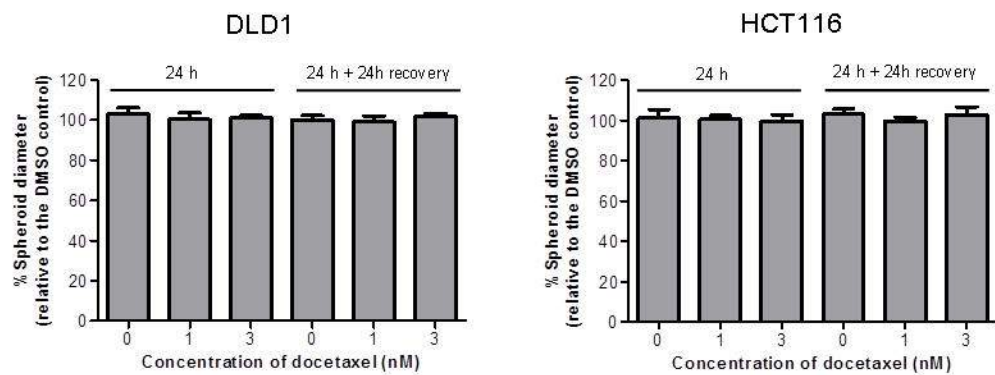 DLD1
24 h
24 h + 24h recovery
% Spheroid diameter
(relative to the DMSO control)
120
100
80
60
40
20
0
0 1 3 0 1 3
Concentration of docetaxel (nM)
HCT116
24 h
24 h + 24h recovery
% Spheroid diameter
(relative to the DMSO control)
120
100
80
60
40
20
0
0 1 3 0 1 3
Concentration of docetaxel (nM)